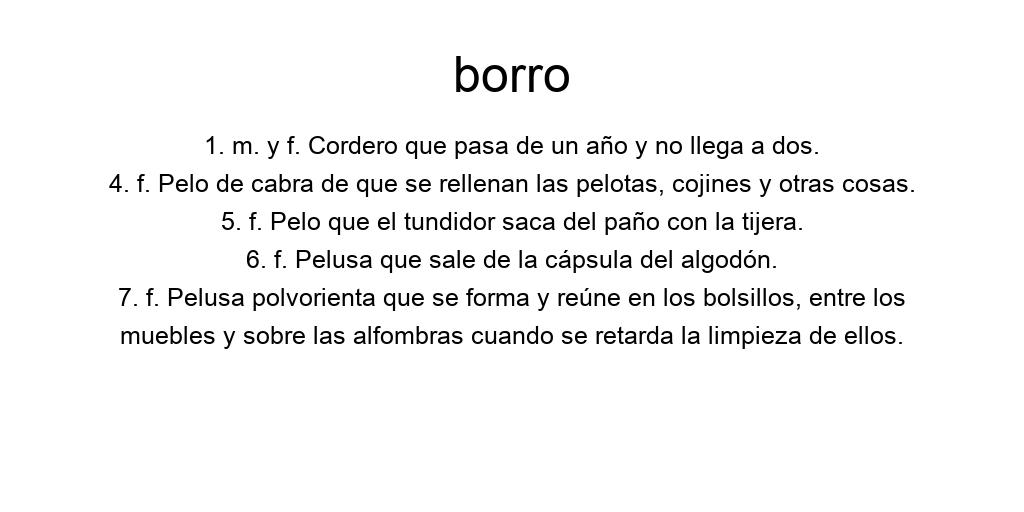 borro
1. m. y f. Cordero que pasa de un año y no llega a dos.
4. f. Pelo de cabra de que se rellenan las pelotas, cojines y otras cosas.
5. f. Pelo que el tundidor saca del paño con la tijera.
6. f. Pelusa que sale de la cápsula del algodón.
7. f. Pelusa polvorienta que se forma y reúne en los bolsillos, entre los
muebles y sobre las alfombras cuando se retarda la limpieza de ellos.